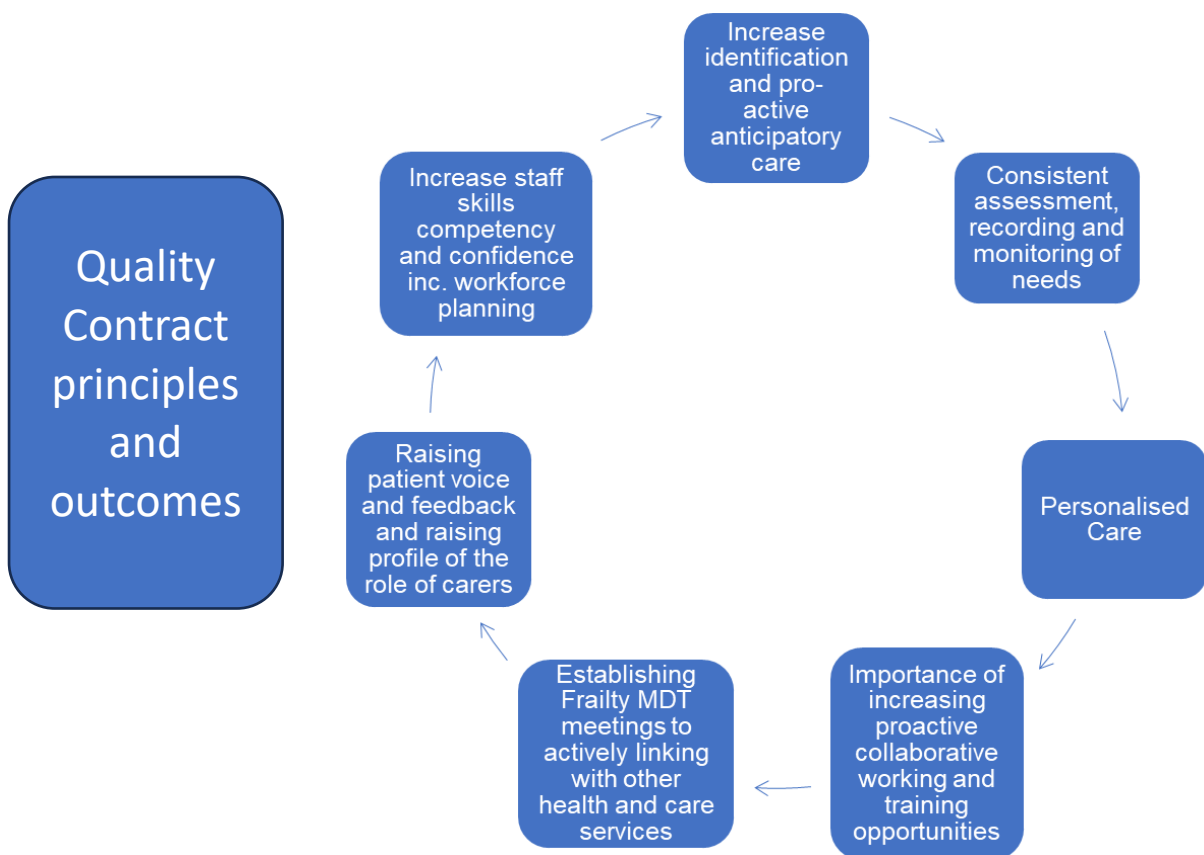 Quality
Contract
principles
and
outcomes
Increase
identification
and pro-
active
anticipatory
care
Consistent
assessment,
recording and
monitoring of
needs
Personalised
Care
Importance of
increasing
proactive
collaborative
working and
training
opportunities
Establishing
Frailty MDT
meetings to
actively linking
with other
health and care
services
Raising
patient voice
and feedback
and raising
profile of the
role of carers
Increase staff
skills
competency
and confidence
inc. workforce
planning